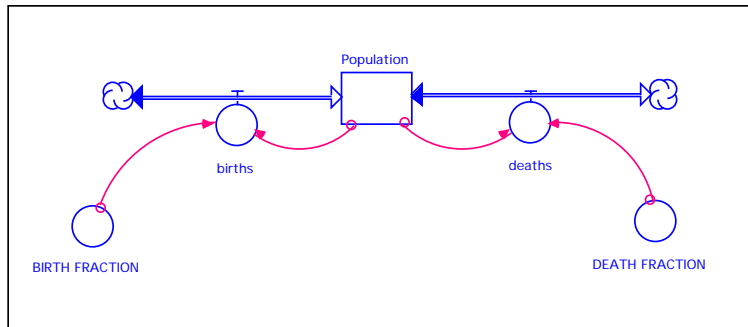 Population
births
deaths
BIRTH FRACTION
DEATH FRACTION